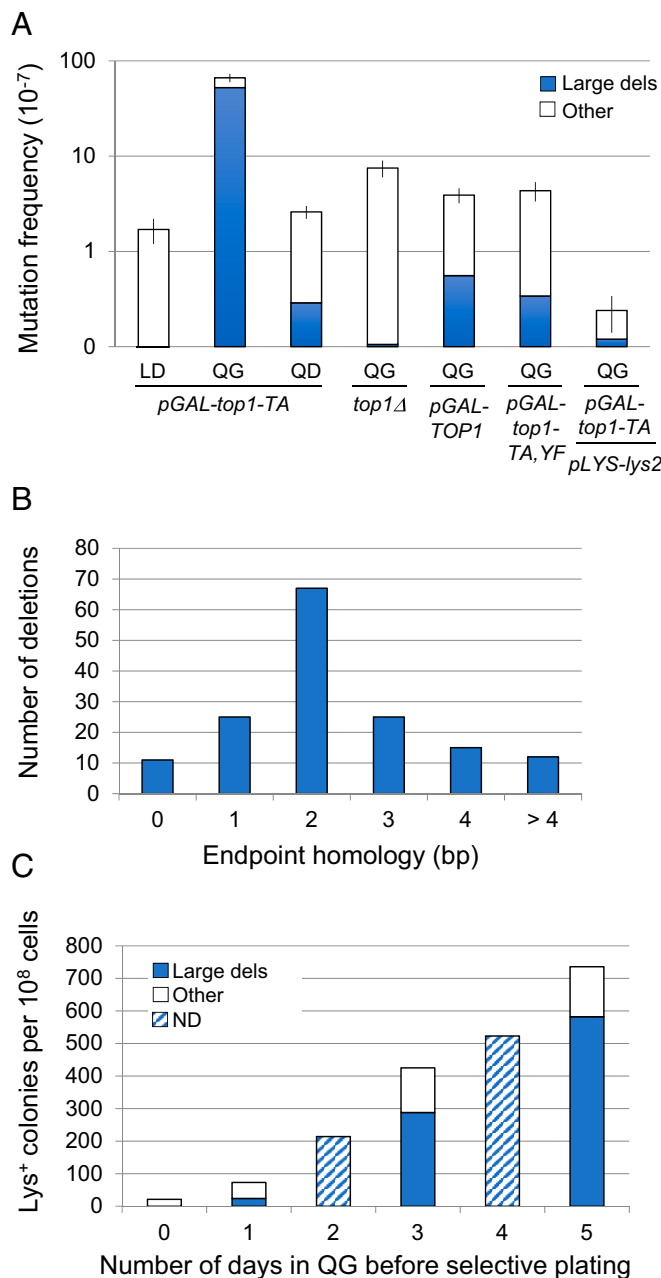 A
Mutation frequency (10-7)
100
10
1
0
Large dels
Other
LD QG QD QG QG QG QG
pGAL-top1-TA top1Δ pGAL-TOP1 pGAL-top1-TA,YF pGAL-top1-TA
pLYS-lys2
B
Number of deletions
80
70
60
50
40
30
20
10
0
0 1 2 3 4 > 4
Endpoint homology (bp)
C
Lys+ colonies per 108 cells
800
700
600
500
400
300
200
100
0
Large dels
Other
ND
0 1 2 3 4 5
Number of days in QG before selective plating